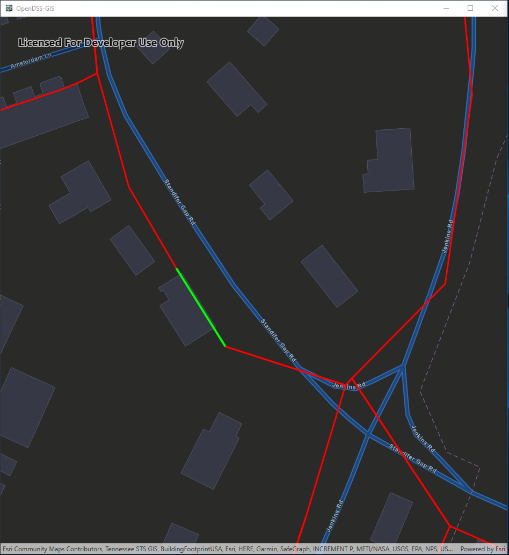 OpenDSS-GIS
Licensed For Developer Use Only
Amsterdam Ln
Standifer Gap Rd
Jenkins Rd
Standifer Gap Rd
Jenkins Rd
Jenkins Rd
Standifer Gap Rd
Jenkins Rd
Esri Community Maps Contributors, Tennessee STS GIS, BuildingFootprintUSA, Esri, HERE, Garmin, SafeGraph, INCREMENT P, METI/NASA, USGS, EPA, NPS, US... Powered by Esri